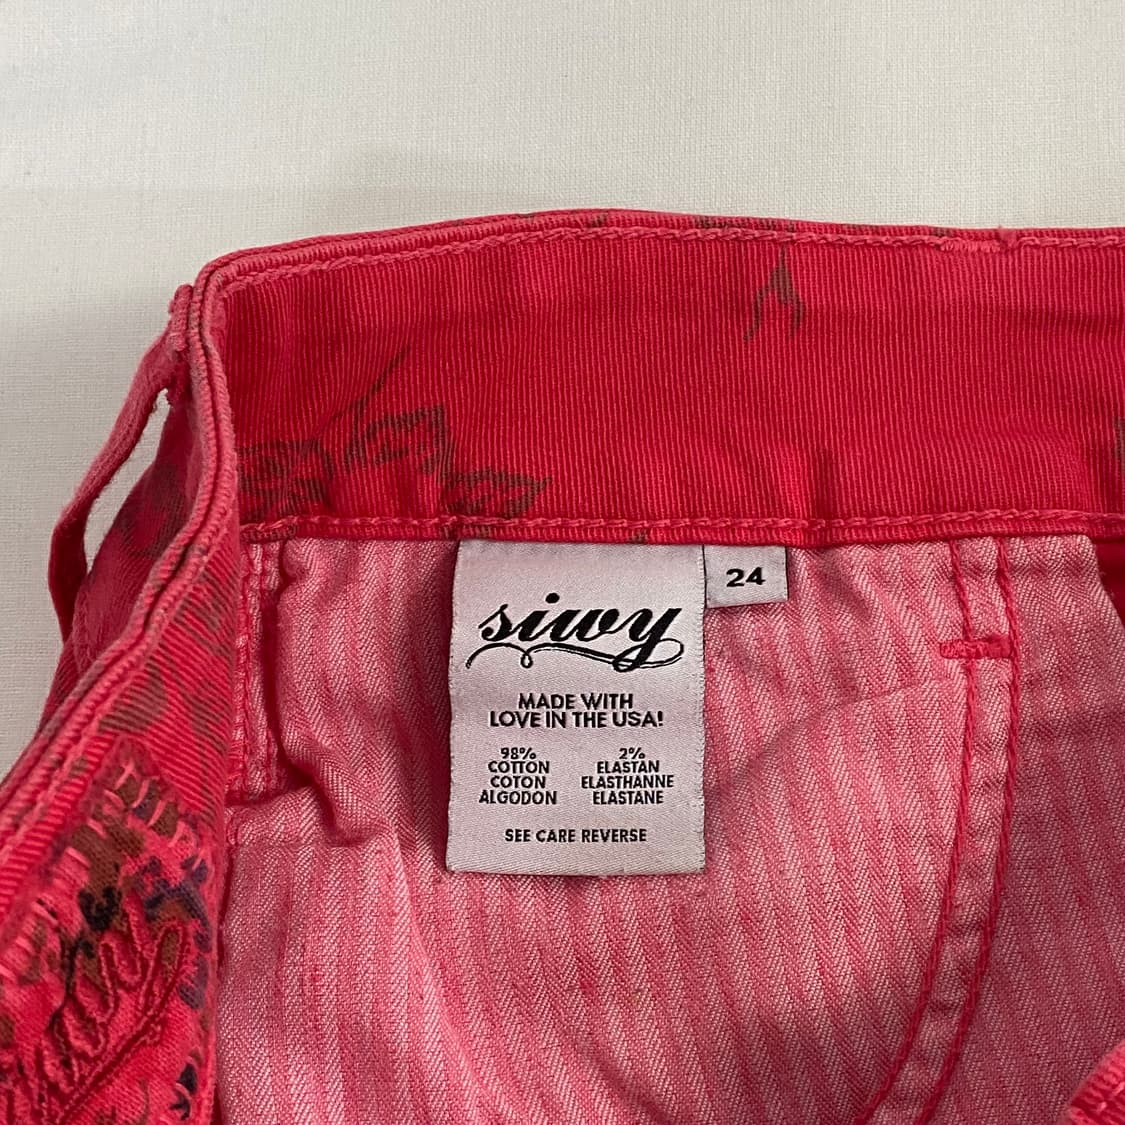 siwy
24
MADE WITH
LOVE IN THE USA!
98%
COTTON
COTON
ALGODON
2%
ELASTAN
ELASTHANNE
ELASTANE
SEE CARE REVERSE